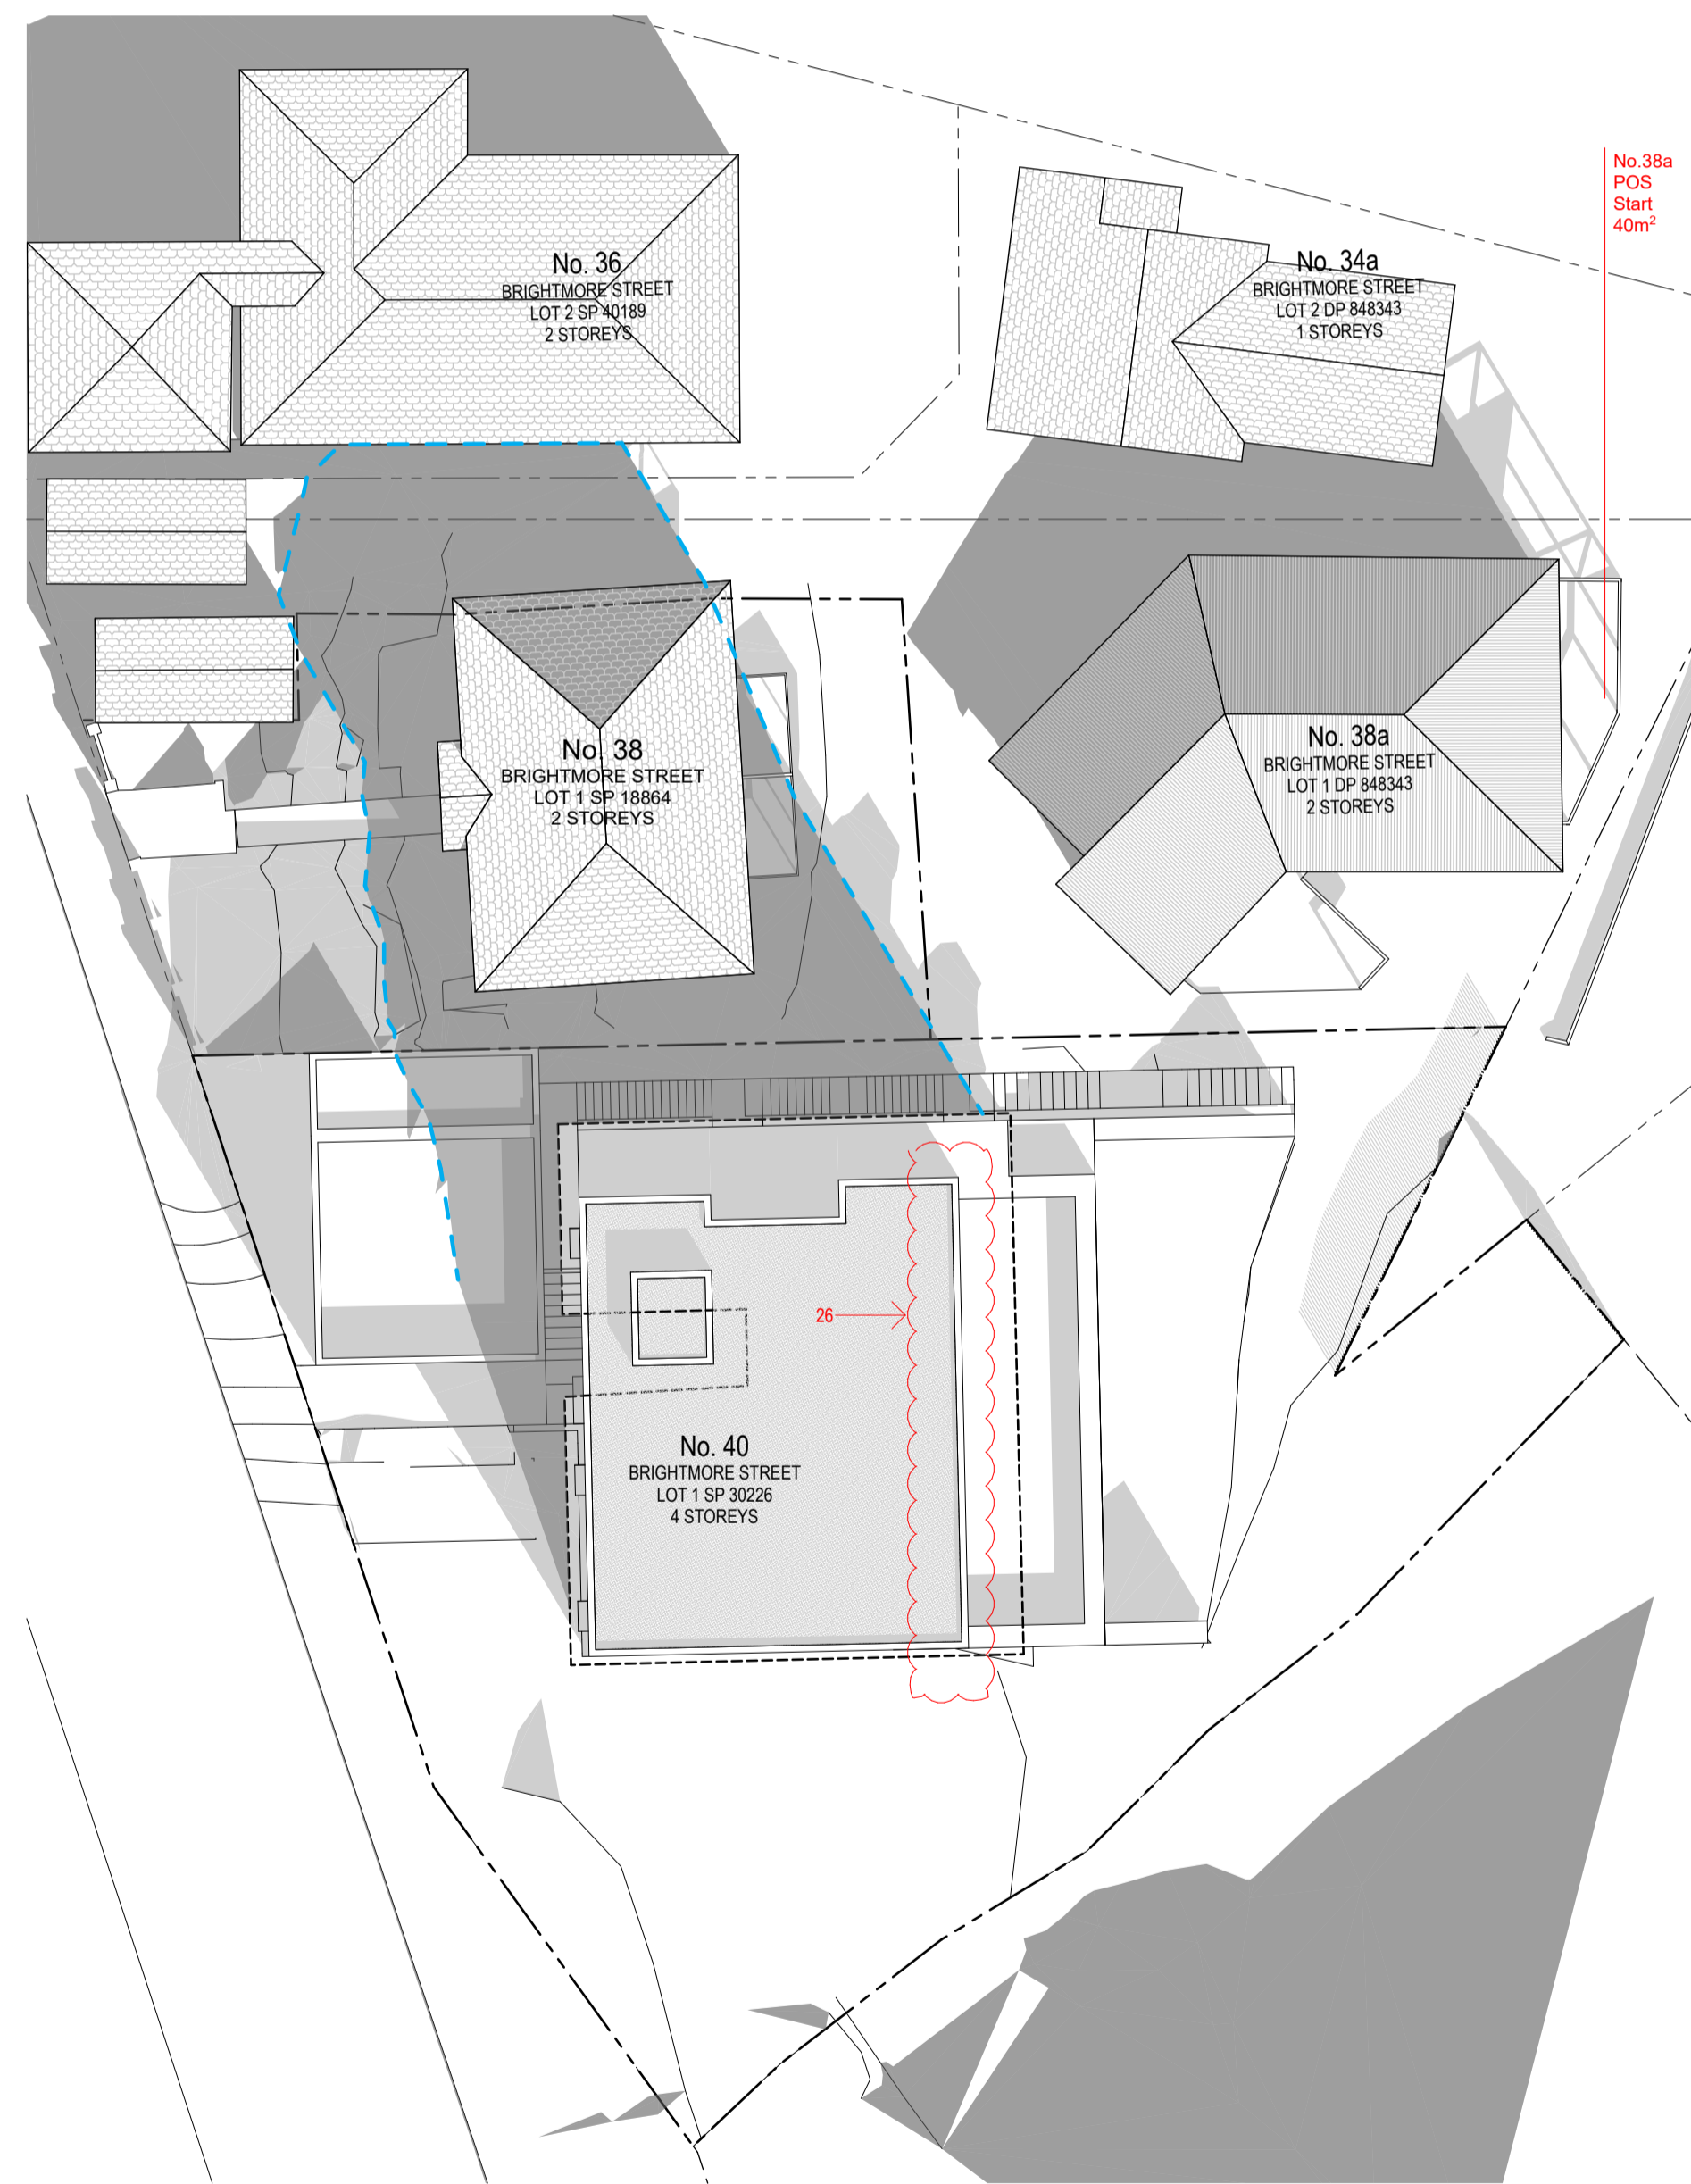 No. 36
BRIGHTMORE STREET
LOT 2 SP 40189
2 STOREYS
No. 34a
BRIGHTMORE STREET
LOT 2 DP 848343
1 STOREYS
No.38a
POS
Start
40m²
No. 38
BRIGHTMORE STREET
LOT 1 SP 18864
2 STOREYS
No. 38a
BRIGHTMORE STREET
LOT 1 DP 848343
2 STOREYS
26
No. 40
BRIGHTMORE STREET
LOT 1 SP 30226
4 STOREYS